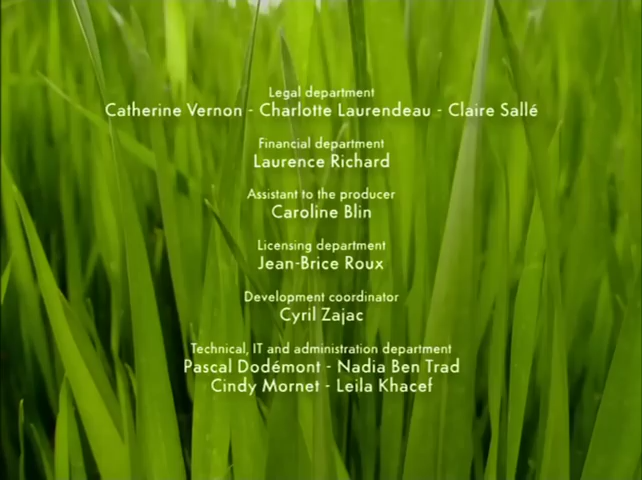 Legal department
Catherine Vernon - Charlotte Laurendeau - Claire Sallé
Financial department
Laurence Richard
Assistant to the producer
Caroline Blin
Licensing department
Jean-Brice Roux
Development coordinator
Cyril Zajac
Technical, IT and administration department
Pascal Dodémont - Nadia Ben Trad
Cindy Mornet - Leila Khacef